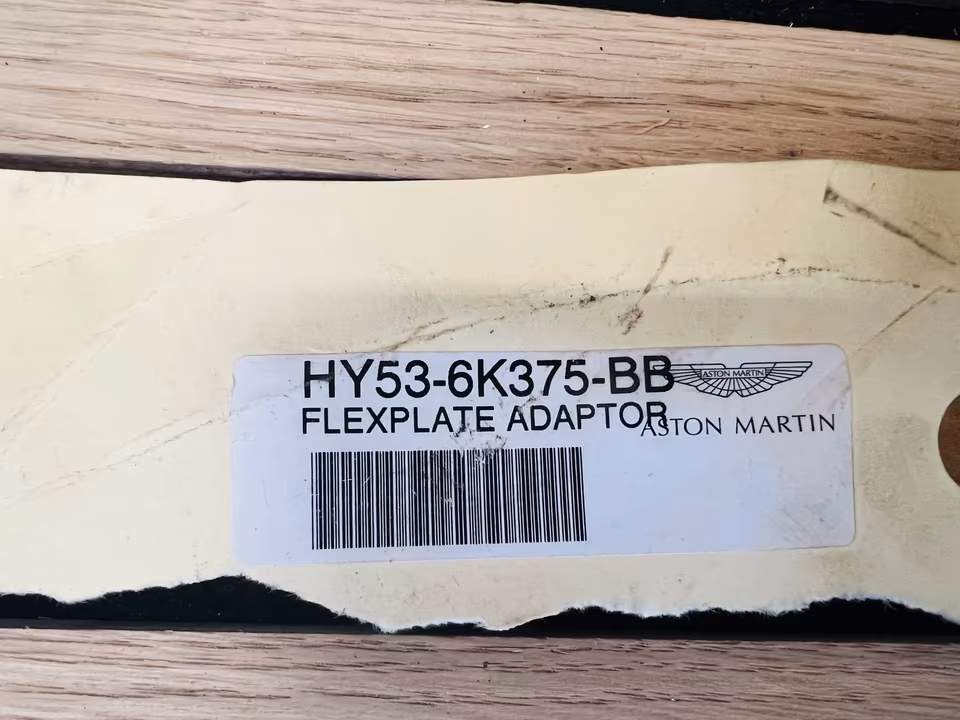 HY53-6K375-BB
FLEXPLATE ADAPTOR
ASTON MARTIN
ASTON MARTIN